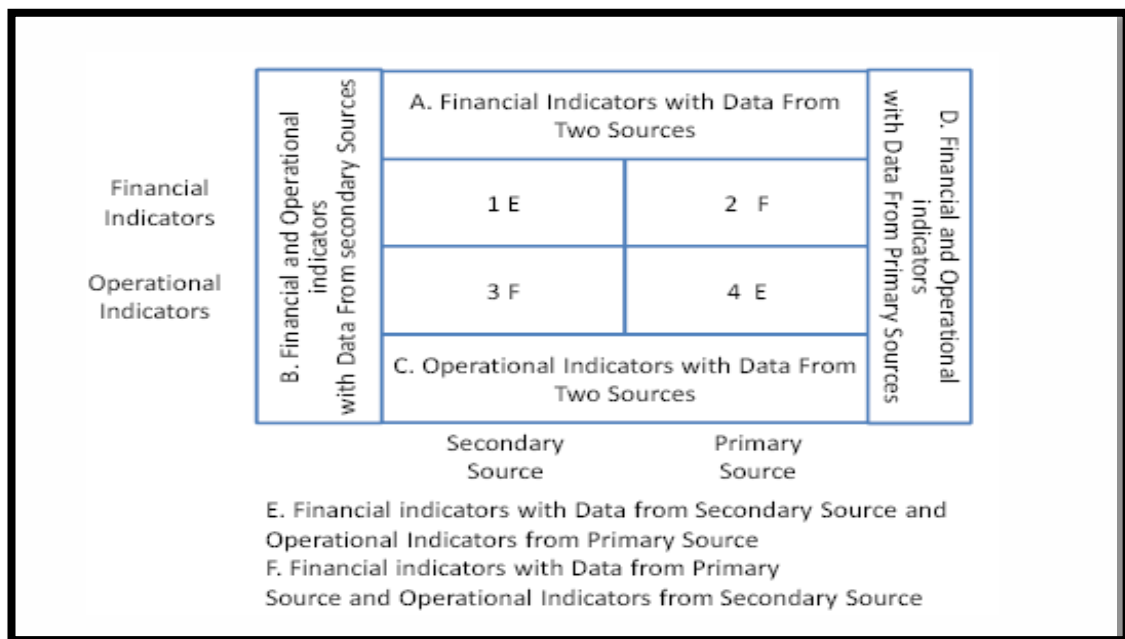 A. Financial Indicators with Data From
Two Sources
B. Financial and Operational
indicators
with Data From secondary Sources
D. Financial and Operational
indicators
with Data From Primary Sources
Financial
Indicators
1 E
2 F
Operational
Indicators
3 F
4 E
C. Operational Indicators with Data From
Two Sources
Secondary
Source
Primary
Source
E. Financial indicators with Data from Secondary Source and
Operational Indicators from Primary Source
F. Financial indicators with Data from Primary
Source and Operational Indicators from Secondary Source